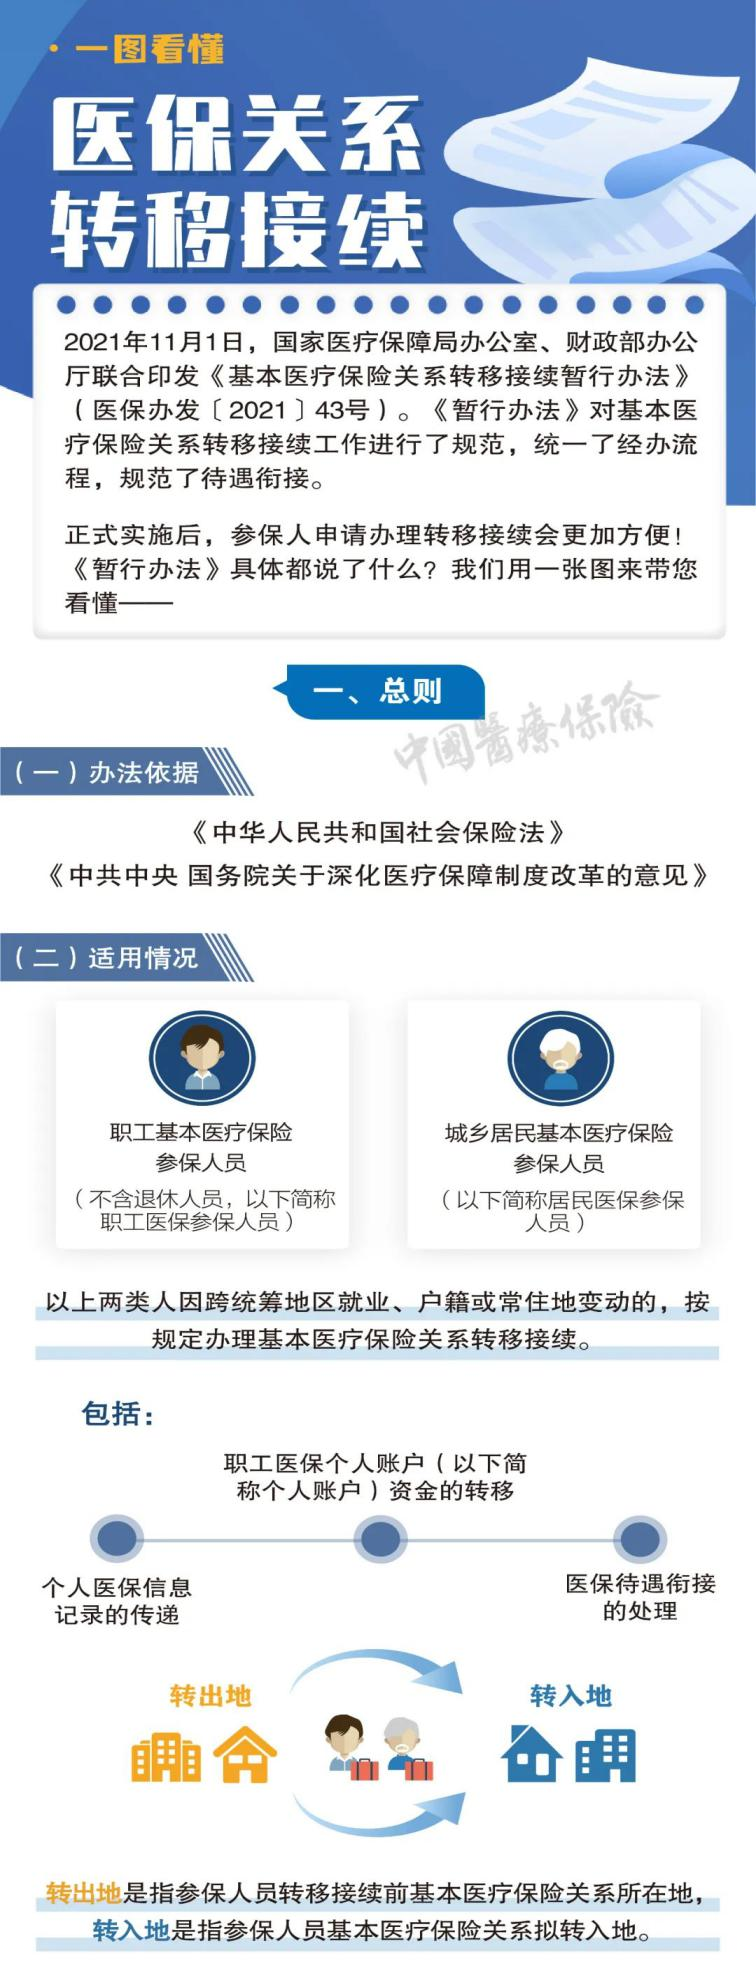 ·一图看懂
医保关系
转移接续
2021年11月1日，国家医疗保障局办公室、财政部办公
厅联合印发《基本医疗保险关系转移接续暂行办法》
（医保办发〔2021〕43号）。《暂行办法》对基本医
疗保险关系转移接续工作进行了规范，统一了经办流
程，规范了待遇衔接。
正式实施后，参保人申请办理转移接续会更加方便！
《暂行办法》具体都说了什么？我们用一张图来带您
看懂——
一、总则
中國醫療保險
（一）办法依据
《中华人民共和国社会保险法》
《中共中央 国务院关于深化医疗保障制度改革的意见》
（二）适用情况
职工基本医疗保险
参保人员
（不含退休人员，以下简称
职工医保参保人员）
城乡居民基本医疗保险
参保人员
（以下简称居民医保参保
人员）
以上两类人因跨统筹地区就业、户籍或常住地变动的，按
规定办理基本医疗保险关系转移接续。
包括：
职工医保个人账户（以下简
称个人账户）资金的转移
个人医保信息
记录的传递
医保待遇衔接
的处理
转出地
转入地
转出地是指参保人员转移接续前基本医疗保险关系所在地，
转入地是指参保人员基本医疗保险关系拟转入地。